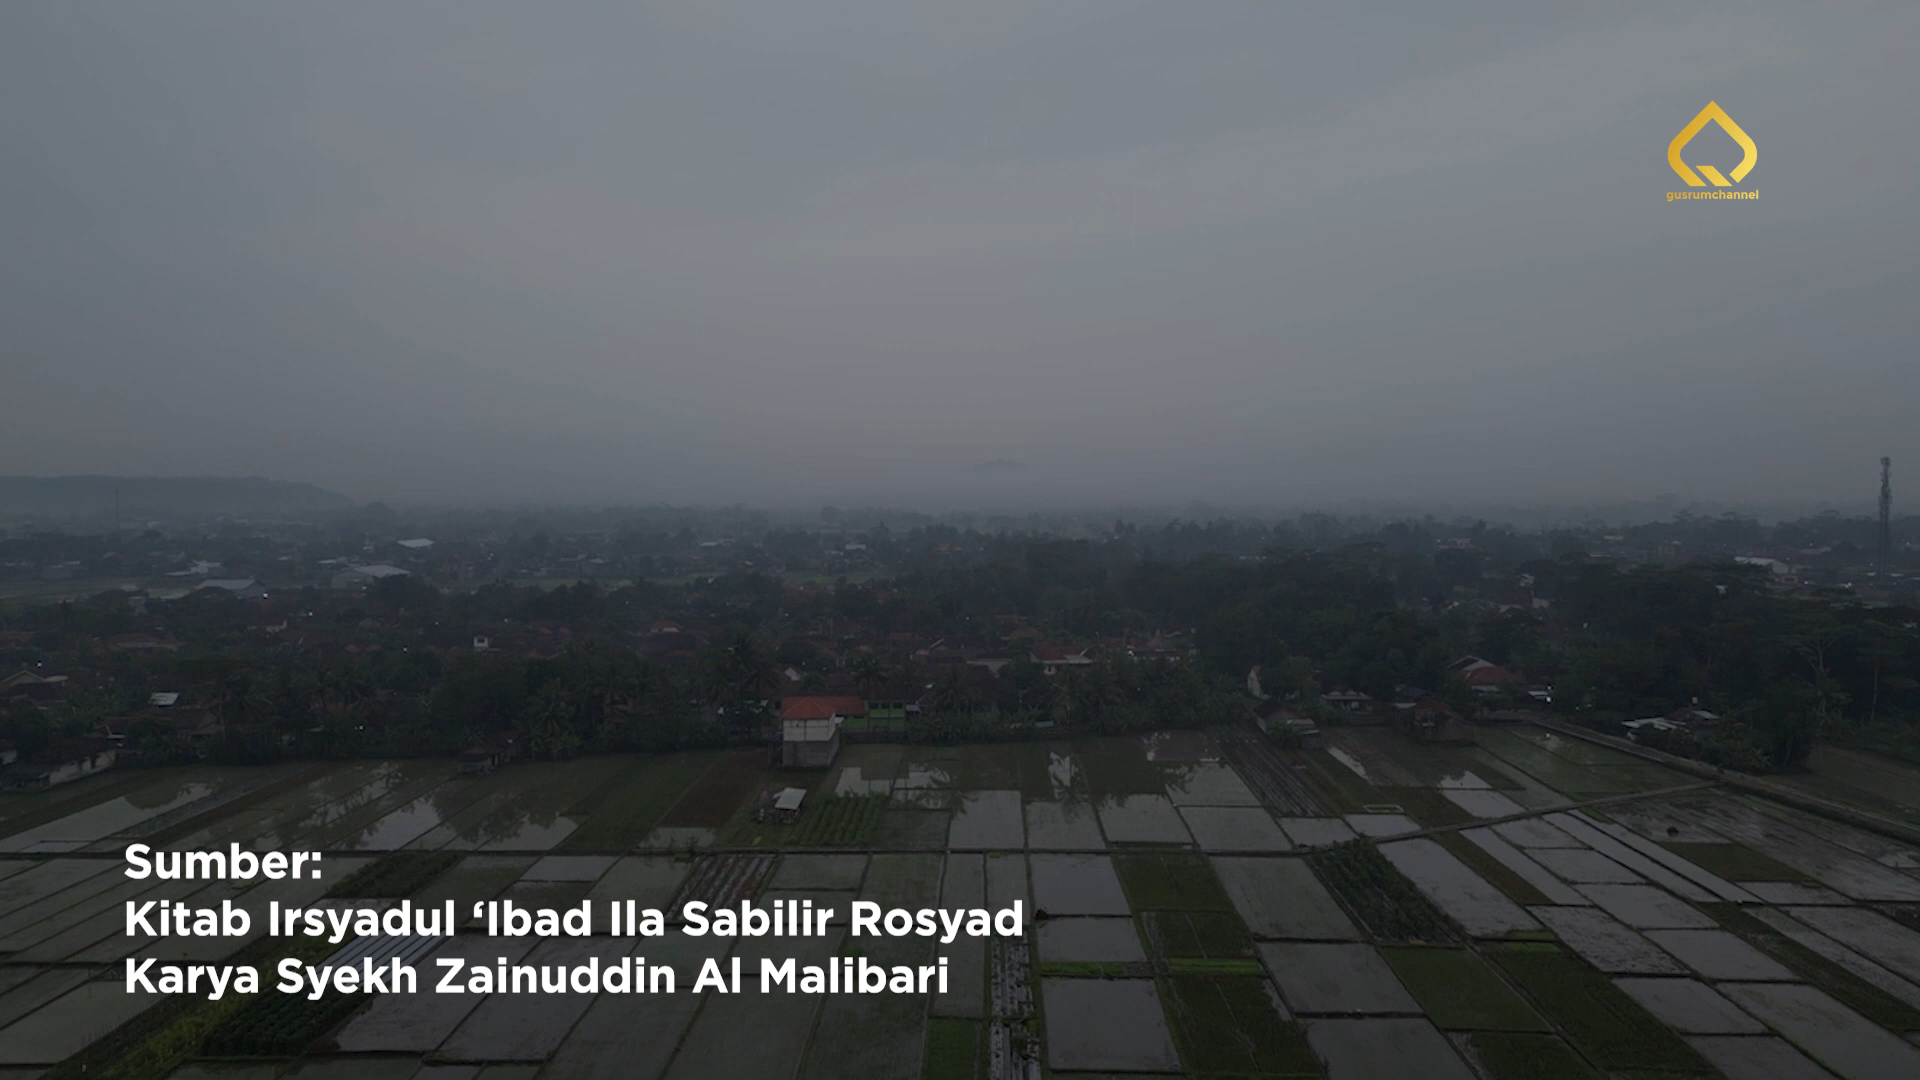 gusrumchannel
Sumber:
Kitab Irsyadul ‘Ibad Ila Sabilir Rosyad
Karya Syekh Zainuddin Al Malibari